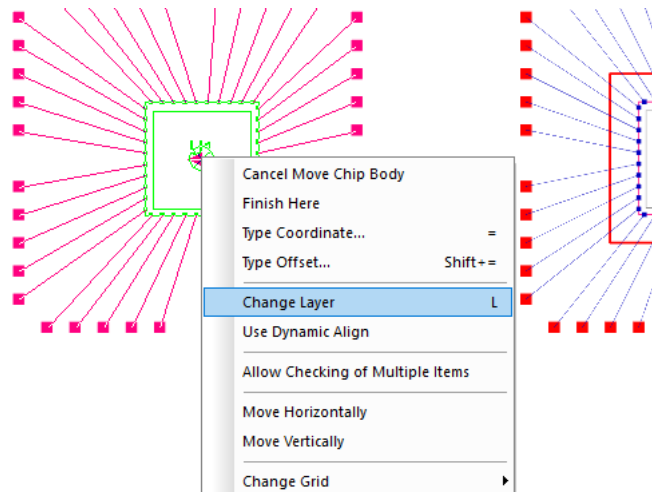 Cancel Move Chip Body
Finish Here
Type Coordinate... =
Type Offset... Shift+=
Change Layer L
Use Dynamic Align
Allow Checking of Multiple Items
Move Horizontally
Move Vertically
Change Grid